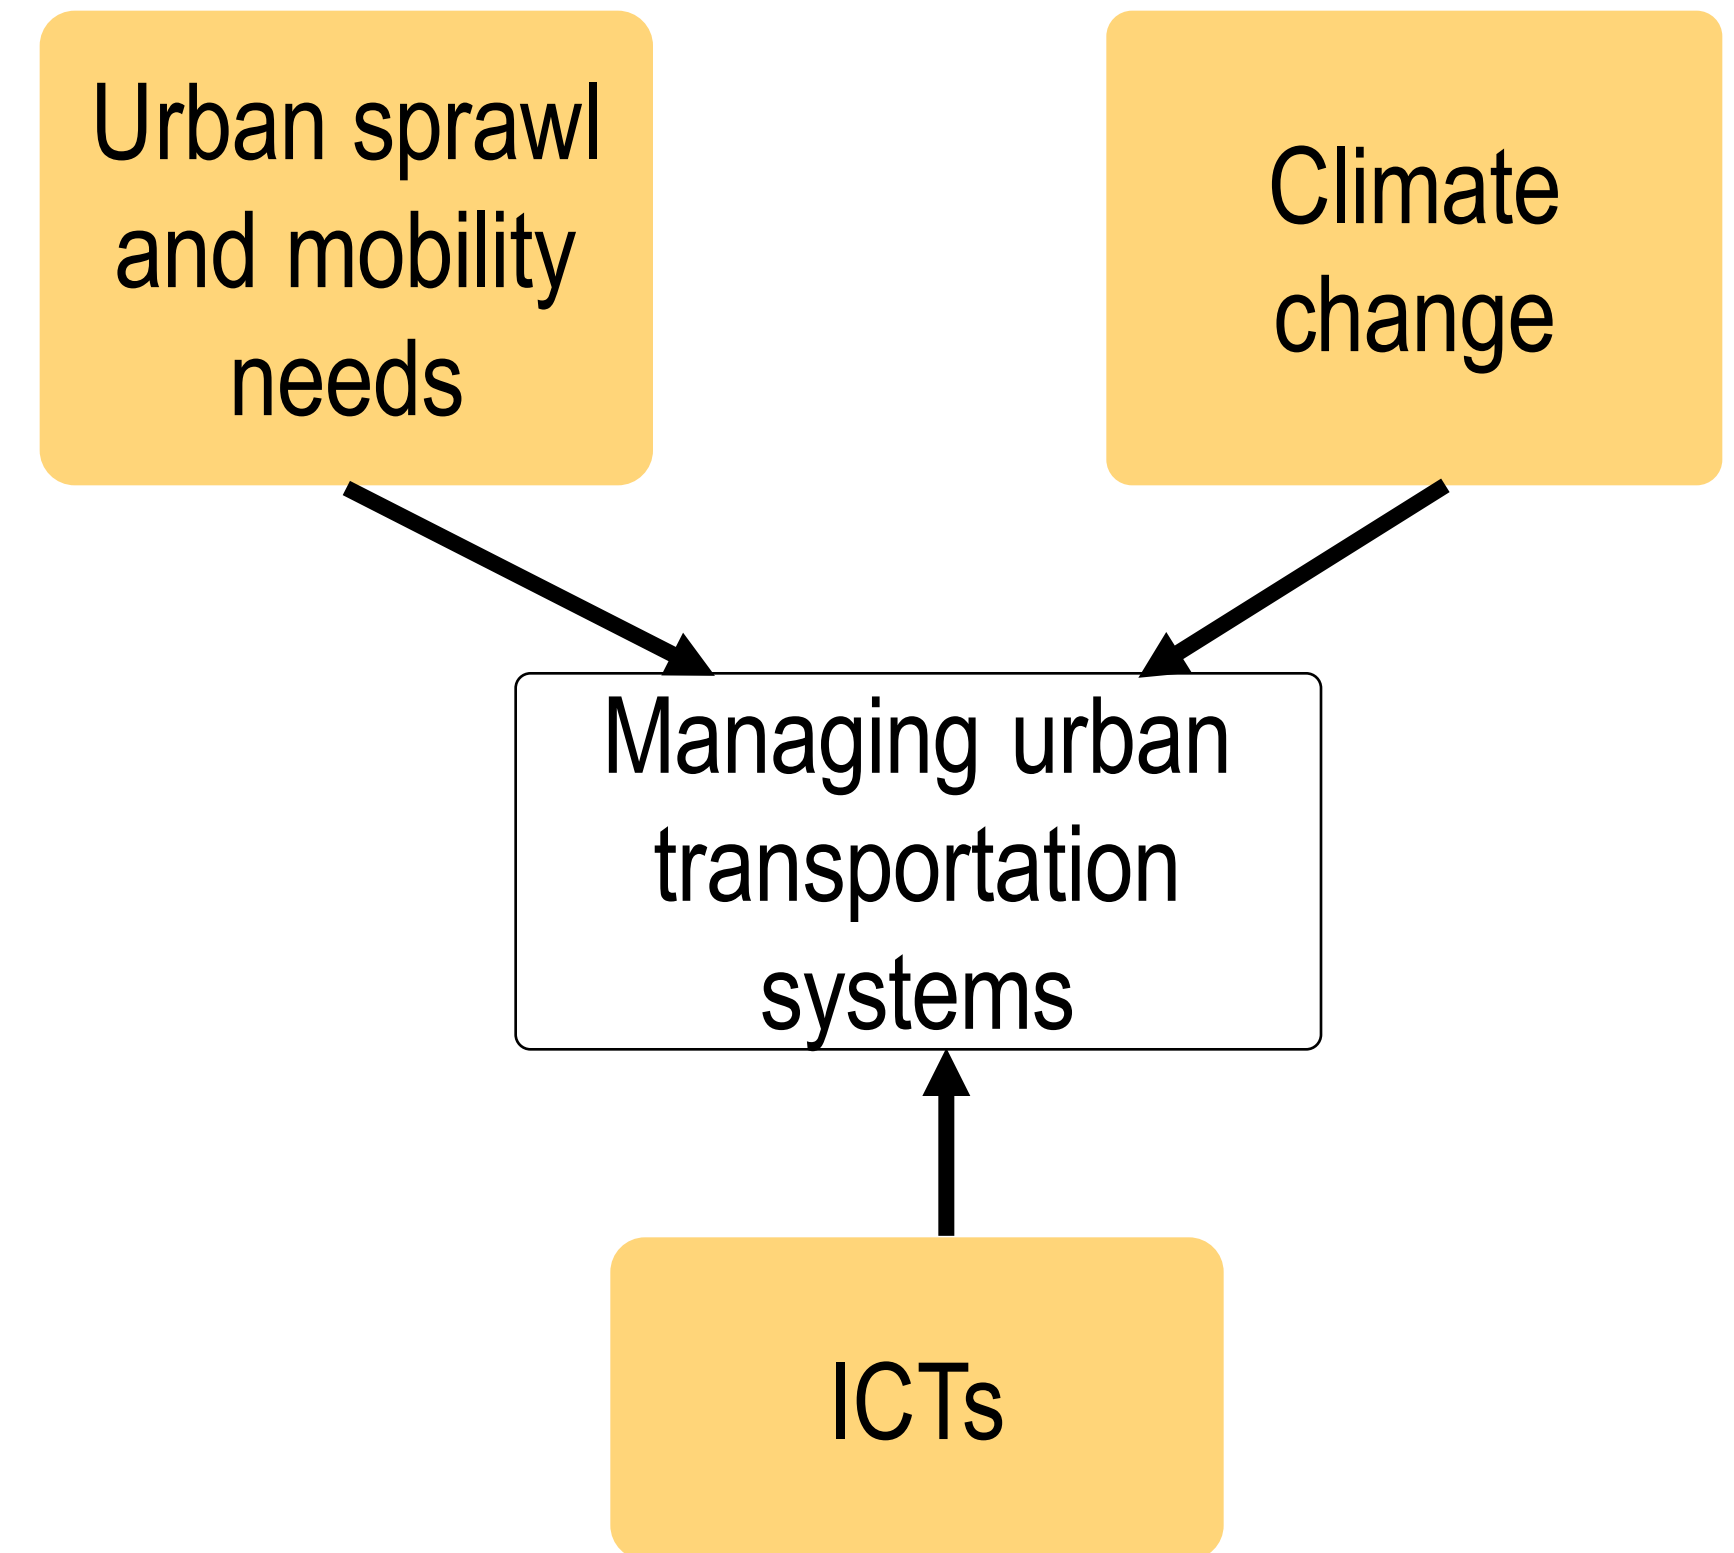 Urban sprawl
and mobility
needs
Climate
change
Managing urban
transportation
systems
ICTs